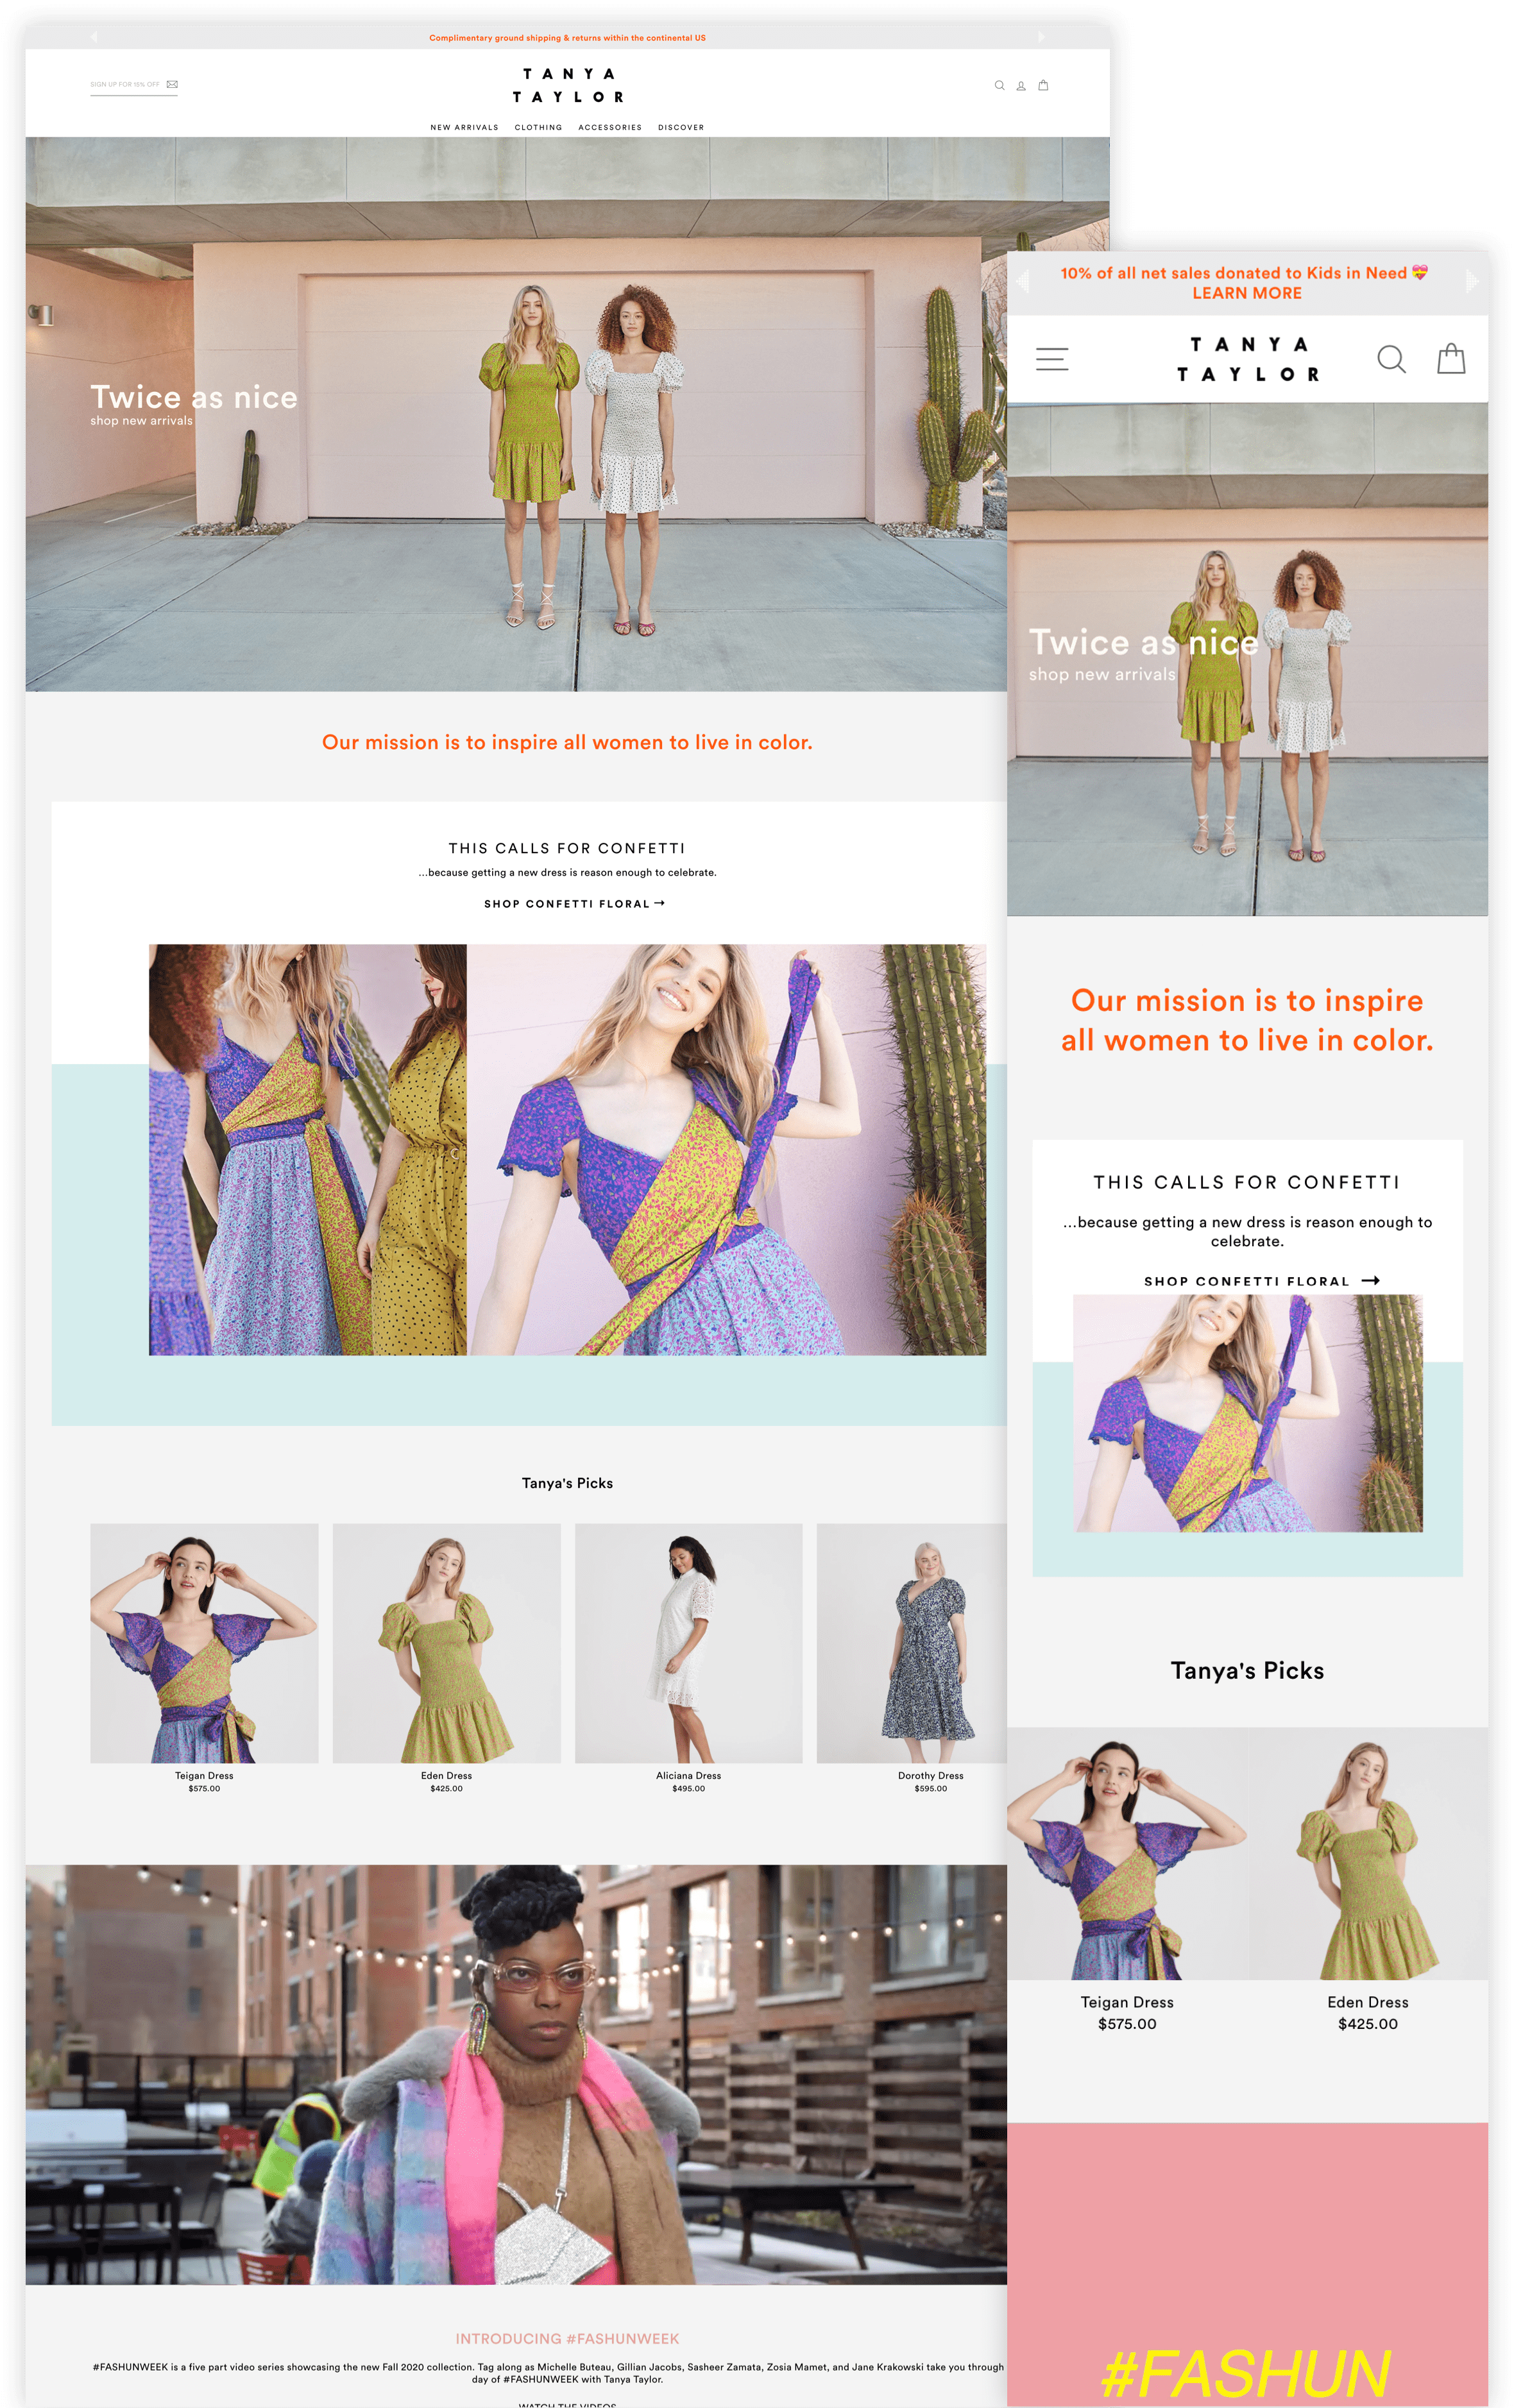 Complimentary ground shipping & returns within the continental US
SIGN UP FOR 15% OFF
TANYA
TAYLOR
NEW ARRIVALS CLOTHING ACCESSORIES DISCOVER
Twice as nice
shop new arrivals
Our mission is to inspire all women to live in color.
THIS CALLS FOR CONFETTI
...because getting a new dress is reason enough to celebrate.
SHOP CONFETTI FLORAL →
Tanya's Picks
Teigan Dress
$575.00
Eden Dress
$425.00
Aliciana Dress
$495.00
Dorothy Dress
$595.00
INTRODUCING #FASHUNWEEK
#FASHUNWEEK is a five part video series showcasing the new Fall 2020 collection. Tag along as Michelle Buteau, Gillian Jacobs, Sasheer Zamata, Zosia Mamet, and Jane Krakowski take you through
day of #FASHUNWEEK with Tanya Taylor.
WATCH THE VIDEOS
10% of all net sales donated to Kids in Need 💝
LEARN MORE
TANYA
TAYLOR
Twice as nice
shop new arrivals
Our mission is to inspire
all women to live in color.
THIS CALLS FOR CONFETTI
...because getting a new dress is reason enough to
celebrate.
SHOP CONFETTI FLORAL →
Tanya's Picks
Teigan Dress
$575.00
Eden Dress
$425.00
#FASHUN